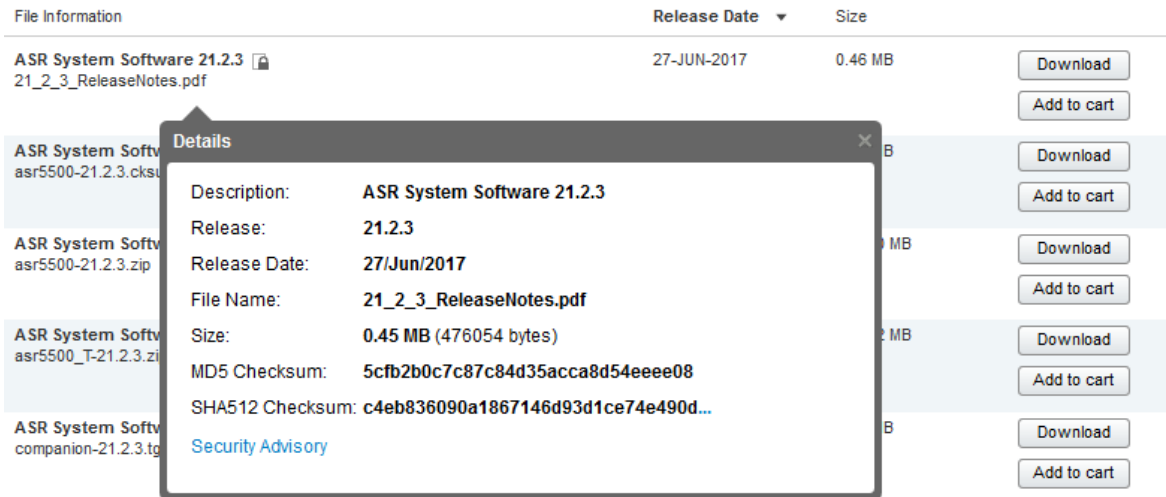 File Information Release Date Size
ASR System Software 21.2.3 27-JUN-2017 0.46 MB Download
21_2_3_ReleaseNotes.pdf
Add to cart
Details
ASR System Softw B Download
asr5500-21.2.3.cksu
Description: ASR System Software 21.2.3
Add to cart
Release: 21.2.3
ASR System Softw MB Download
asr5500-21.2.3.zip
Release Date: 27/Jun/2017
File Name: 21_2_3_ReleaseNotes.pdf
Add to cart
ASR System Softw Size: 0.45 MB (476054 bytes) MB Download
asr5500_T-21.2.3.zi
MD5 Checksum: 5cfb2b0c7c87c84d35acca8d54eeee08
Add to cart
SHA512 Checksum: c4eb836090a1867146d93d1ce74e490d...
ASR System Softw B Download
companion-21.2.3.tg
Security Advisory
Add to cart